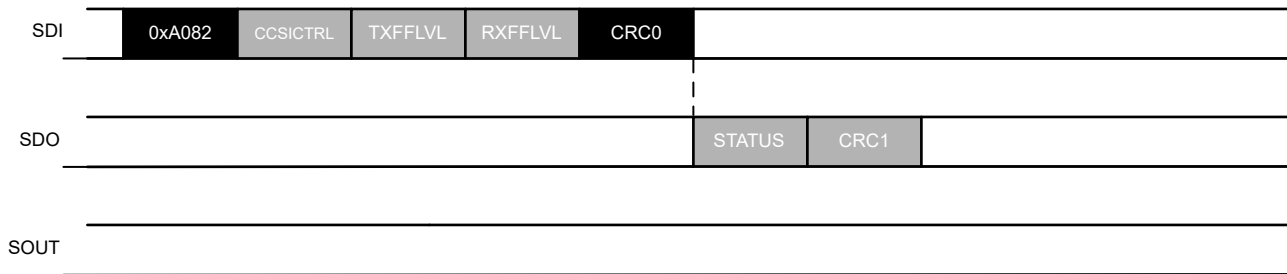 SDI 0xA082 CCSICTRL TXFFLVL RXFFLVL CRC0
SDO STATUS CRC1
SOUT